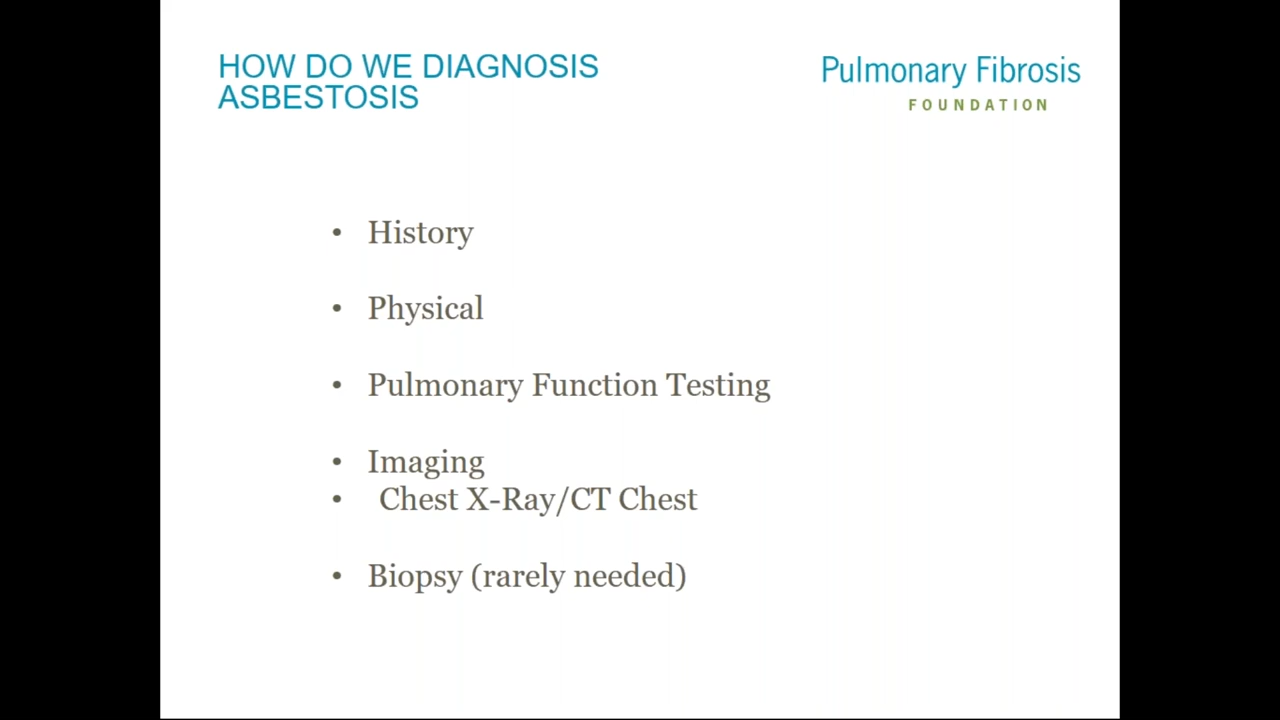 HOW DO WE DIAGNOSIS
ASBESTOSIS
Pulmonary Fibrosis
FOUNDATION
• History
• Physical
• Pulmonary Function Testing
• Imaging
• Chest X-Ray/CT Chest
• Biopsy (rarely needed)